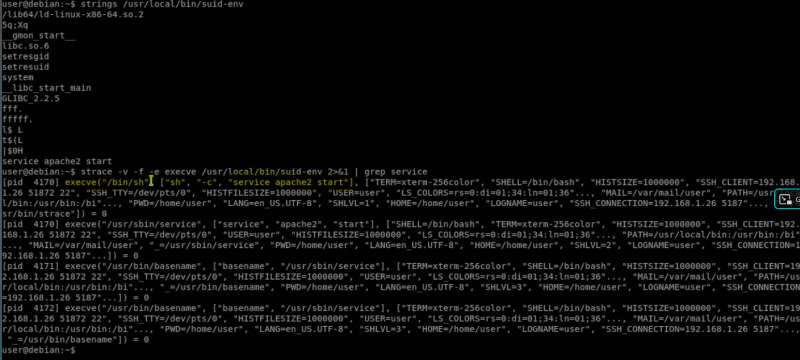 user@debian:~$ strings /usr/local/bin/suid-env
/lib64/ld-linux-x86-64.so.2
5q;Xq
__gmon_start__
libc.so.6
setresgid
setresuid
system
__libc_start_main
GLIBC_2.2.5
fff.
fffff.
l$ L
t$(L
|$0H
service apache2 start
user@debian:~$ strace -v -f -e execve /usr/local/bin/suid-env 2>&1 | grep service
[pid  4170] execve("/bin/sh", ["sh", "-c", "service apache2 start"], ["TERM=xterm-256color", "SHELL=/bin/bash", "HISTSIZE=1000000", "SSH_CLIENT=192.168.
1.26 51872 22", "SSH_TTY=/dev/pts/0", "HISTFILESIZE=1000000", "USER=user", "LS_COLORS=rs=0:di=01;34:ln=01;36"..., "MAIL=/var/mail/user", "PATH=/us
l/bin:/usr/bin:/bi"..., "PWD=/home/user", "LANG=en_US.UTF-8", "SHLVL=1", "HOME=/home/user", "LOGNAME=user", "SSH_CONNECTION=192.168.1.26 5187"...,
sr/bin/strace"]) = 0
[pid  4170] execve("/usr/sbin/service", ["service", "apache2", "start"], ["SHELL=/bin/bash", "TERM=xterm-256color", "HISTSIZE=1000000", "SSH_CLIENT=192.
168.1.26 51872 22", "SSH_TTY=/dev/pts/0", "HISTFILESIZE=1000000", "USER=user", "LS_COLORS=rs=0:di=01;34:ln=01;36"..., "PATH=/usr/local/bin:/usr/bin:/bi"
..., "MAIL=/var/mail/user", "_=/usr/sbin/service", "PWD=/home/user", "LANG=en_US.UTF-8", "HOME=/home/user", "SHLVL=2", "LOGNAME=user", "SSH_CONNECTION=1
92.168.1.26 5187"...]) = 0
[pid  4171] execve("/usr/bin/basename", ["basename", "/usr/sbin/service"], ["TERM=xterm-256color", "SHELL=/bin/bash", "HISTSIZE=1000000", "SSH_CLIENT=19
2.168.1.26 51872 22", "SSH_TTY=/dev/pts/0", "HISTFILESIZE=1000000", "USER=user", "LS_COLORS=rs=0:di=01;34:ln=01;36"..., "MAIL=/var/mail/user", "PATH=/us
r/local/bin:/usr/bin:/bi"..., "_=/usr/bin/basename", "PWD=/home/user", "LANG=en_US.UTF-8", "SHLVL=3", "HOME=/home/user", "LOGNAME=user", "SSH_CONNECTION
=192.168.1.26 5187"...]) = 0
[pid  4172] execve("/usr/bin/basename", ["basename", "/usr/sbin/service"], ["TERM=xterm-256color", "SHELL=/bin/bash", "HISTSIZE=1000000", "SSH_CLIENT=19
2.168.1.26 51872 22", "SSH_TTY=/dev/pts/0", "HISTFILESIZE=1000000", "USER=user", "LS_COLORS=rs=0:di=01;34:ln=01;36"..., "MAIL=/var/mail/user", "PATH=/us
r/local/bin:/usr/bin:/bi"..., "PWD=/home/user", "LANG=en_US.UTF-8", "SHLVL=3", "HOME=/home/user", "LOGNAME=user", "SSH_CONNECTION=192.168.1.26 5187"...,
"_=/usr/bin/basename"]) = 0
user@debian:~$